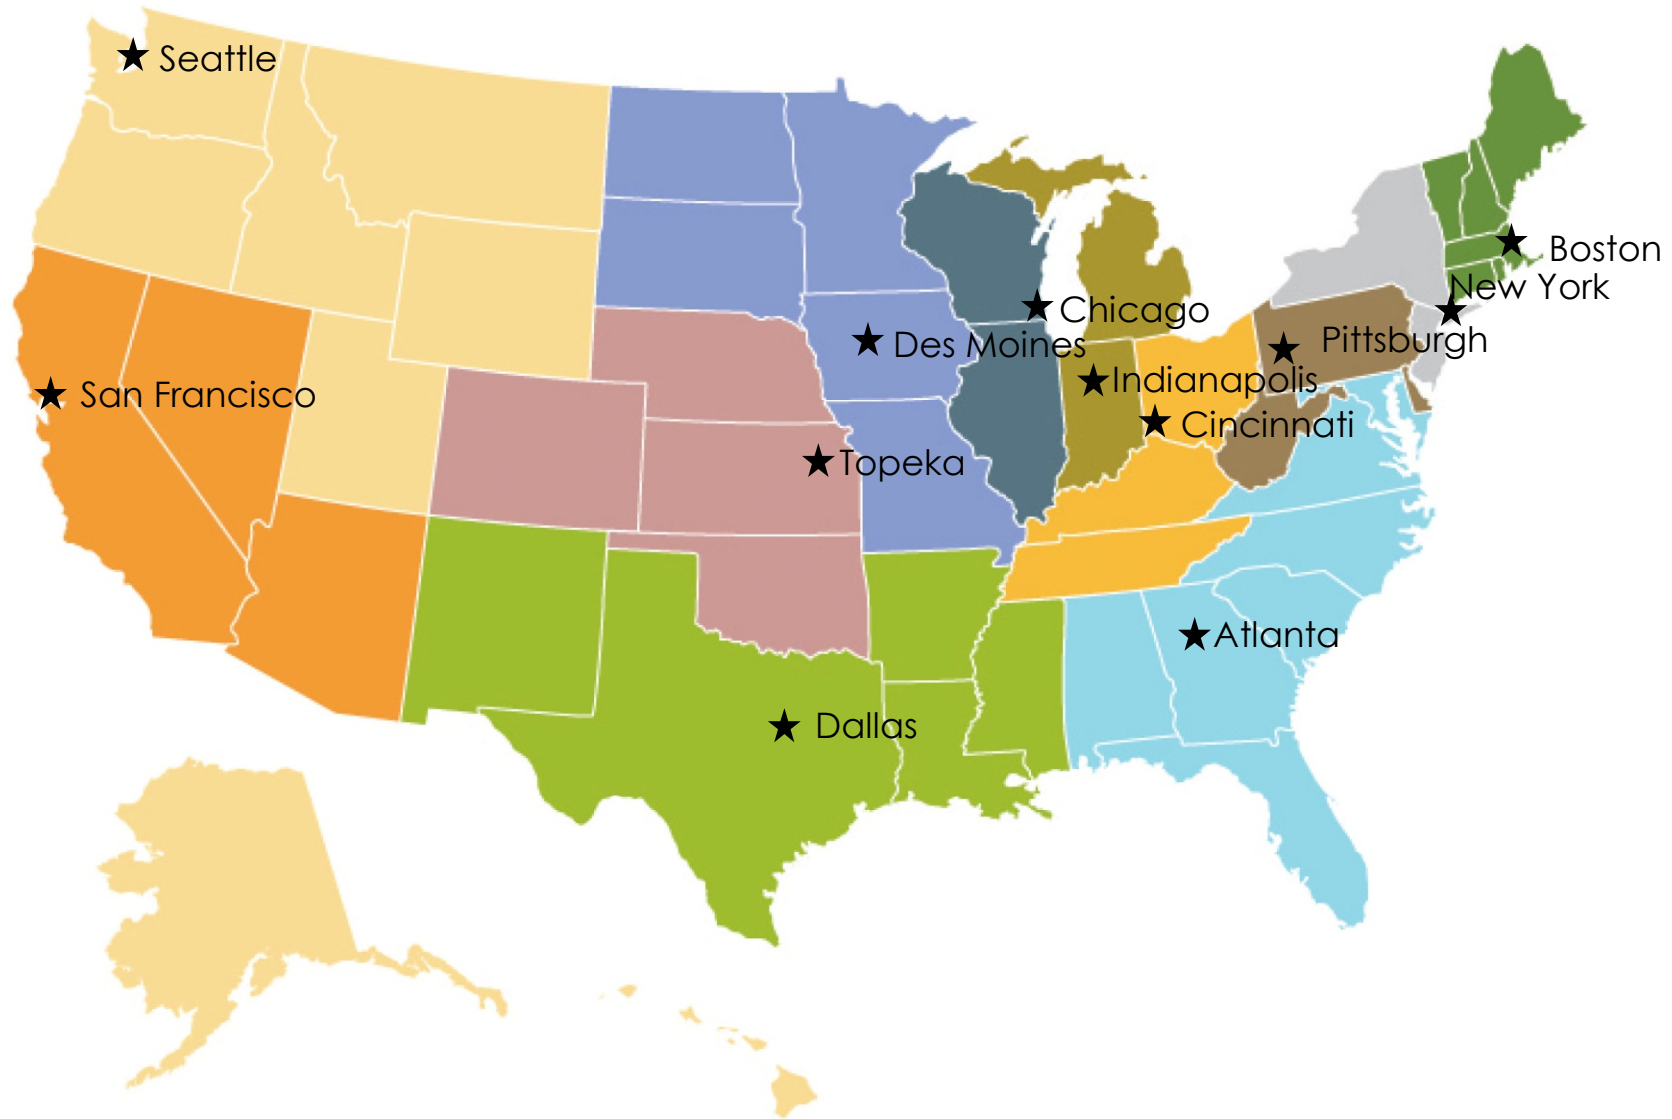 Seattle
Boston
New York
Chicago
Pittsburgh
Des Moines
Indianapolis
San Francisco
Cincinnati
Topeka
Atlanta
Dallas